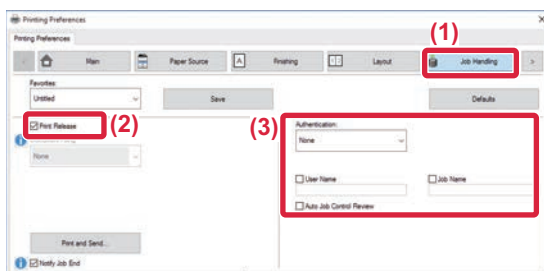 Printing Preferences
Printing Preferences
(1)
Main
Paper Source
Finishing
Layout
Job Handling
Favorites:
Untitled
Save
Defaults
Print Release
(2)
(3)
Authentication:
None
None
User Name
Job Name
Auto Job Control Review
Print and Send...
Notify Job End